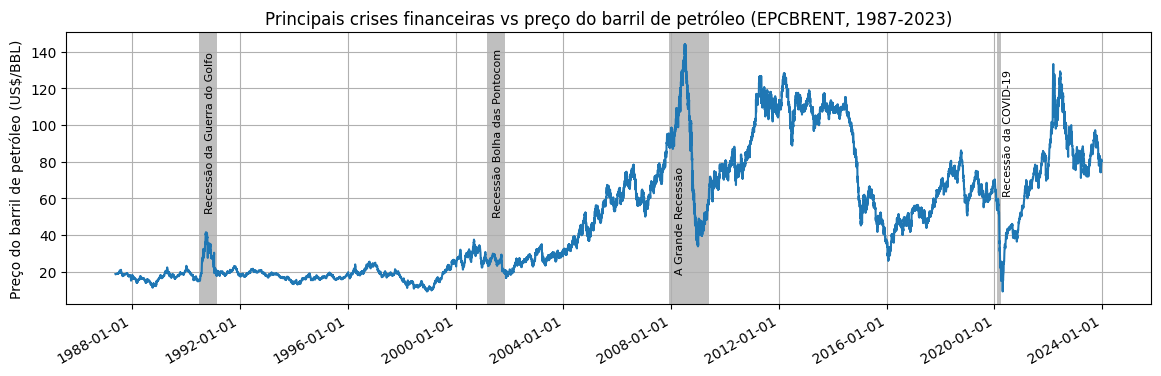 Principais crises financeiras vs preço do barril de petróleo (EPCBRENT, 1987-2023)
Preço do barril de petróleo (US$/BBL)
140
120
100
80
60
40
20
Recessão da Guerra do Golfo
Recessão Bolha das Pontocom
A Grande Recessão
Recessão da COVID-19
1988-01-01
1992-01-01
1996-01-01
2000-01-01
2004-01-01
2008-01-01
2012-01-01
2016-01-01
2020-01-01
2024-01-01